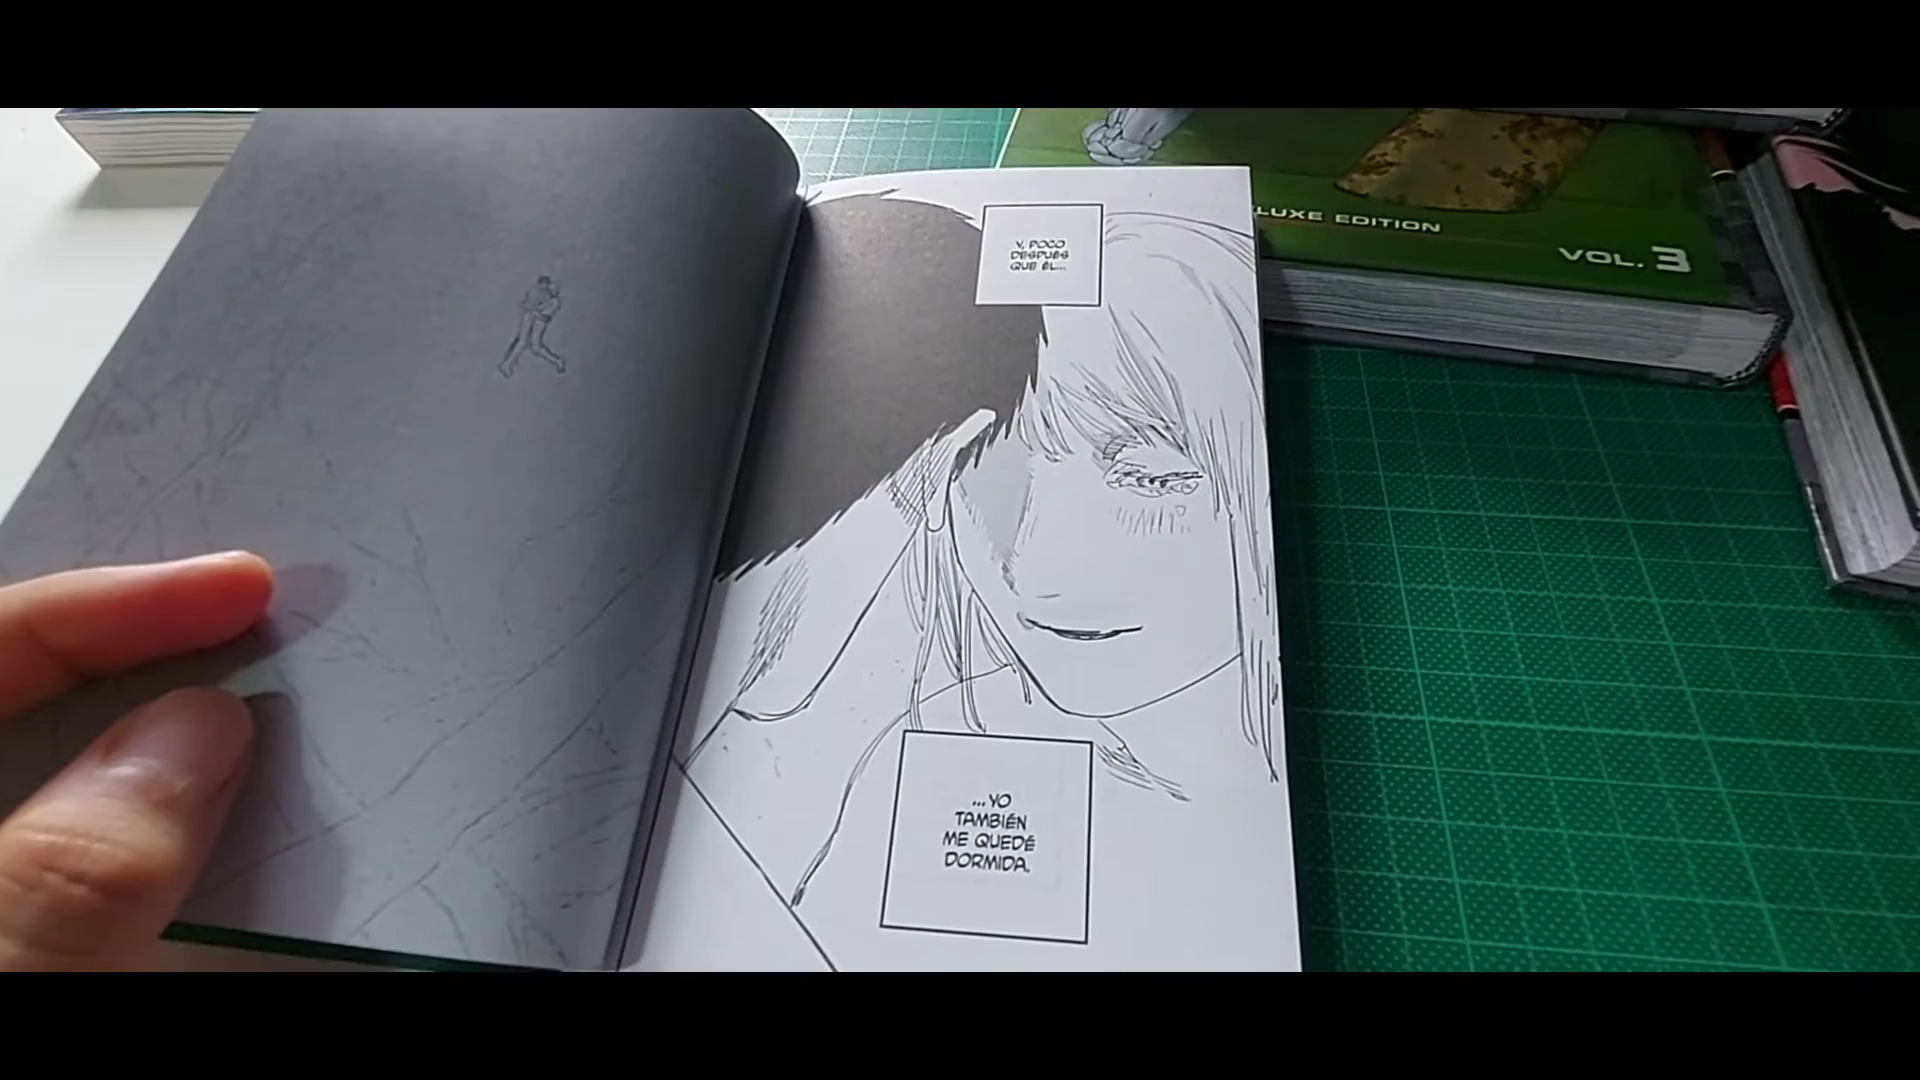 Y, POCO
DESPUÉS
QUE ÉL...
LUXE EDITION
VOL. 3
...YO
TAMBIÉN
ME QUEDÉ
DORMIDA.